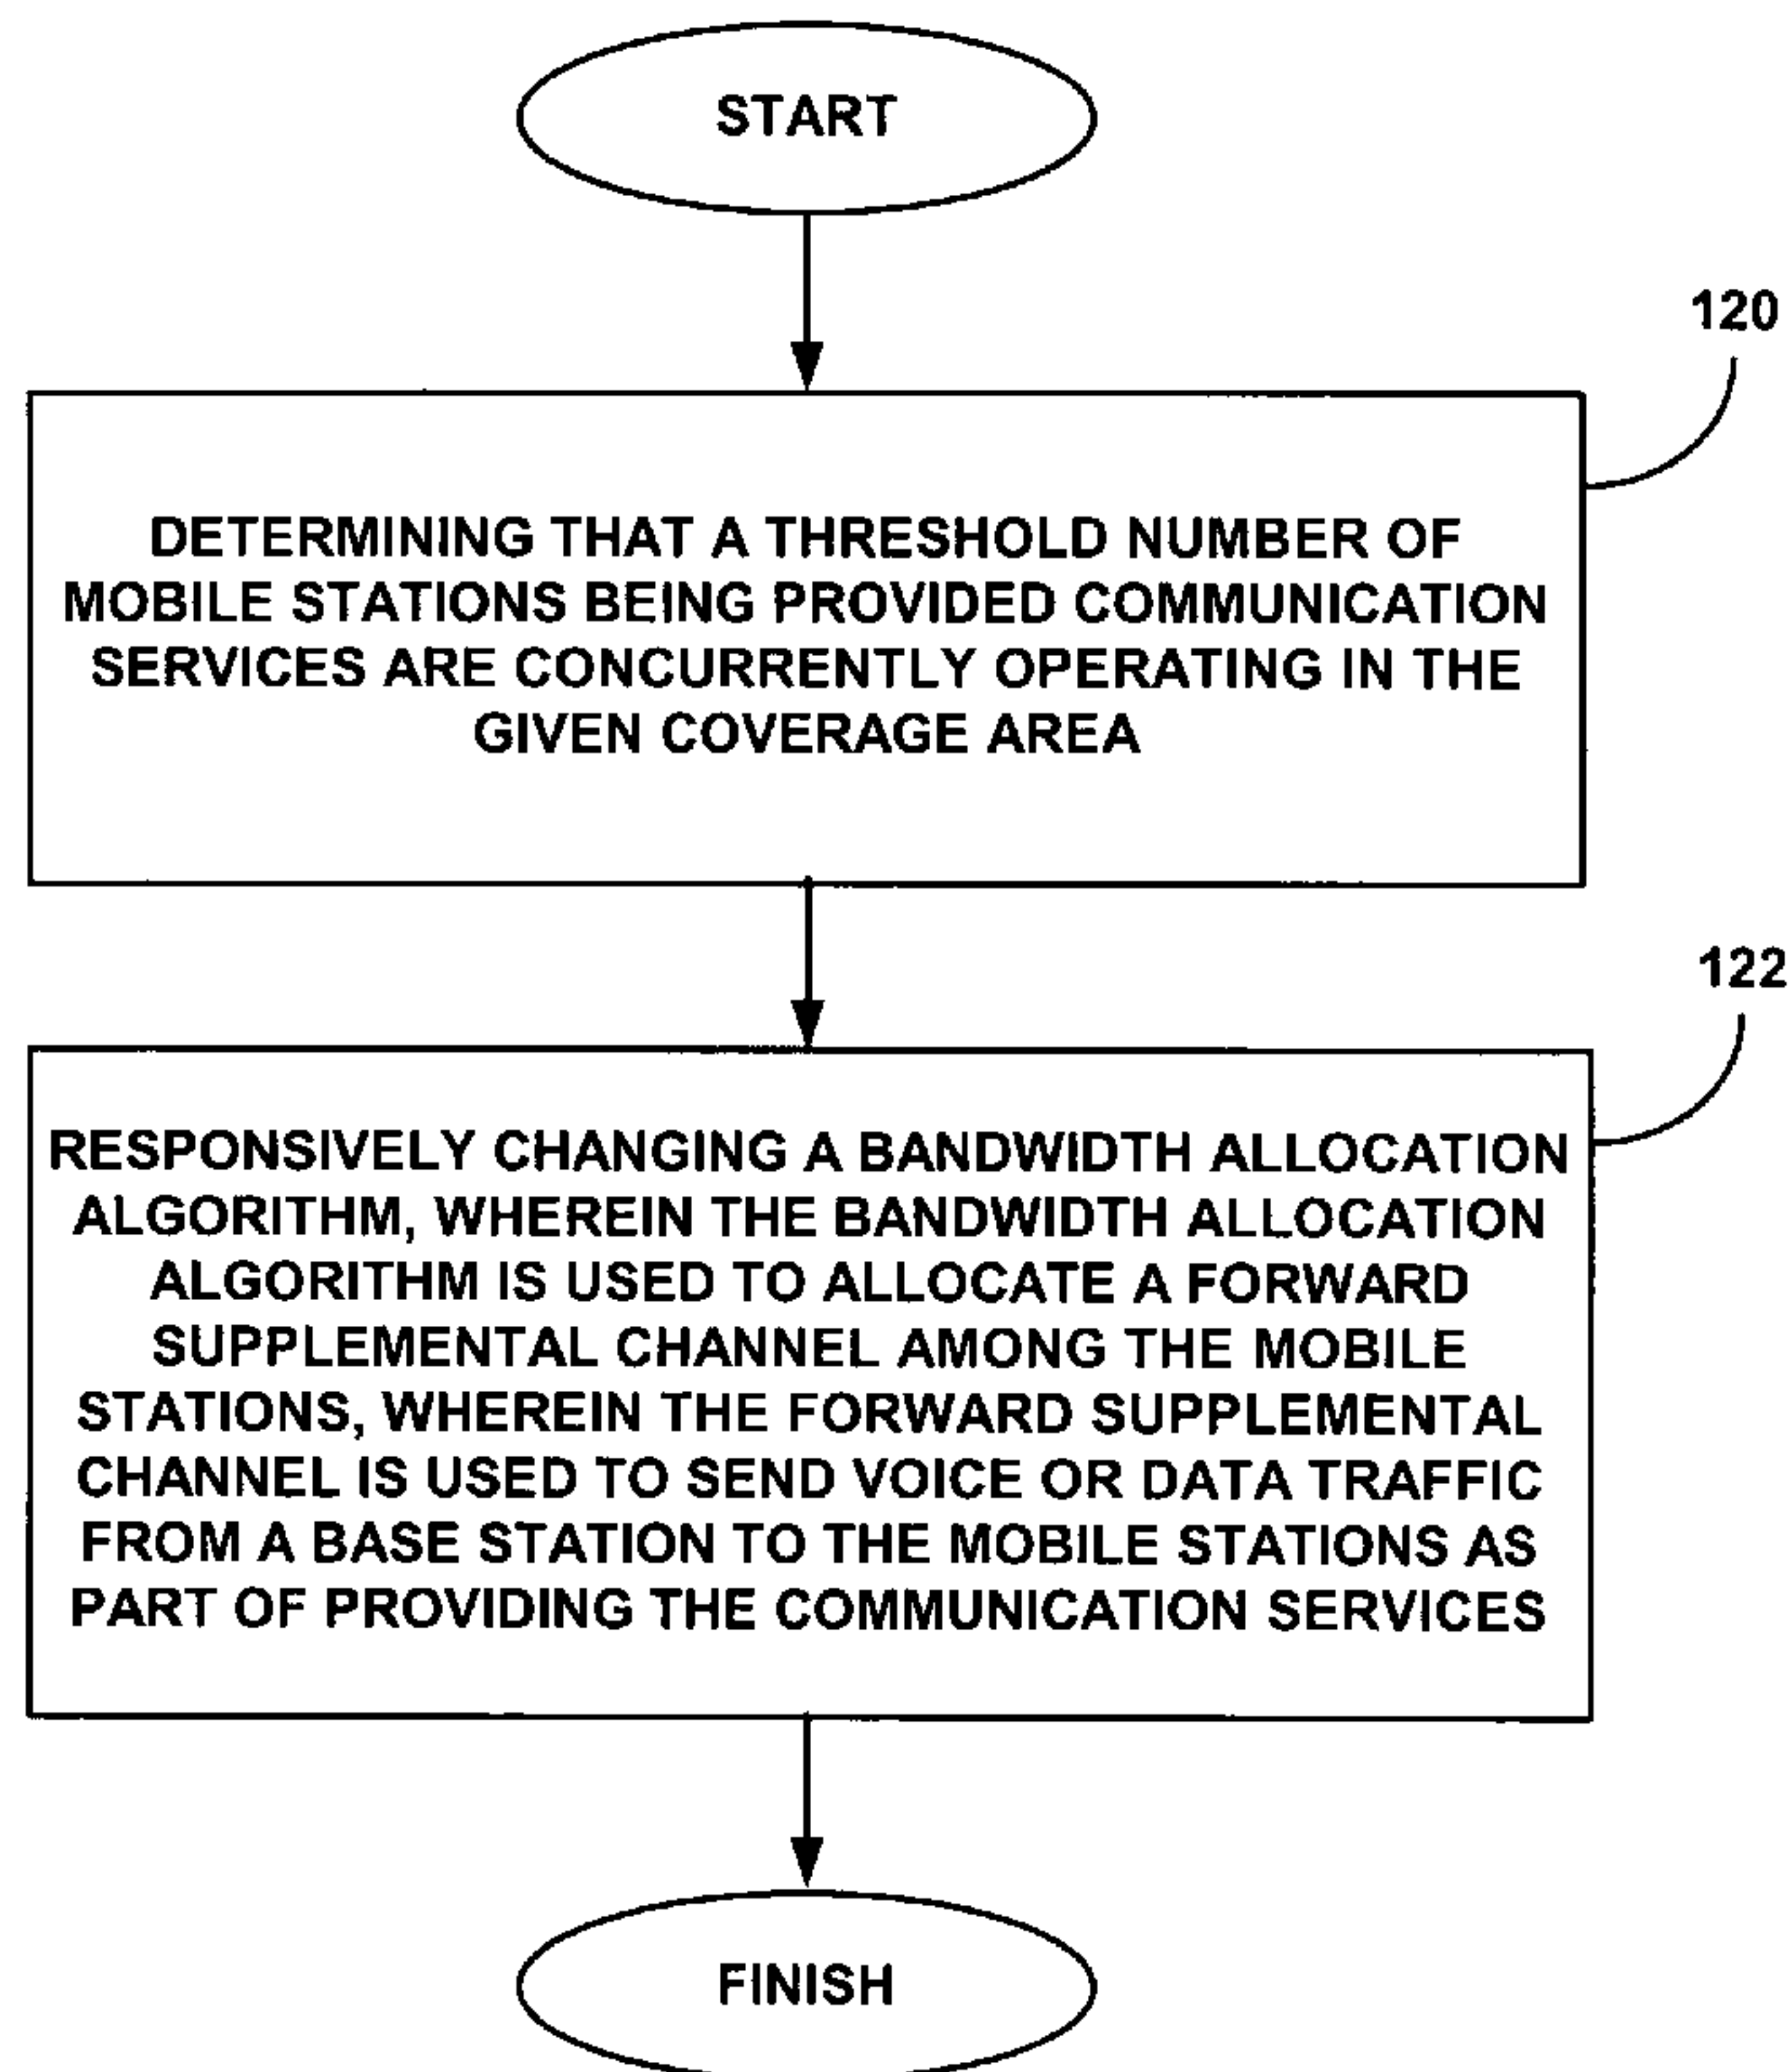 START
120
DETERMINING THAT A THRESHOLD NUMBER OF
MOBILE STATIONS BEING PROVIDED COMMUNICATION
SERVICES ARE CONCURRENTLY OPERATING IN THE
GIVEN COVERAGE AREA
122
RESPONSIVELY CHANGING A BANDWIDTH ALLOCATION
ALGORITHM, WHEREIN THE BANDWIDTH ALLOCATION
ALGORITHM IS USED TO ALLOCATE A FORWARD
SUPPLEMENTAL CHANNEL AMONG THE MOBILE
STATIONS, WHEREIN THE FORWARD SUPPLEMENTAL
CHANNEL IS USED TO SEND VOICE OR DATA TRAFFIC
FROM A BASE STATION TO THE MOBILE STATIONS AS
PART OF PROVIDING THE COMMUNICATION SERVICES
FINISH